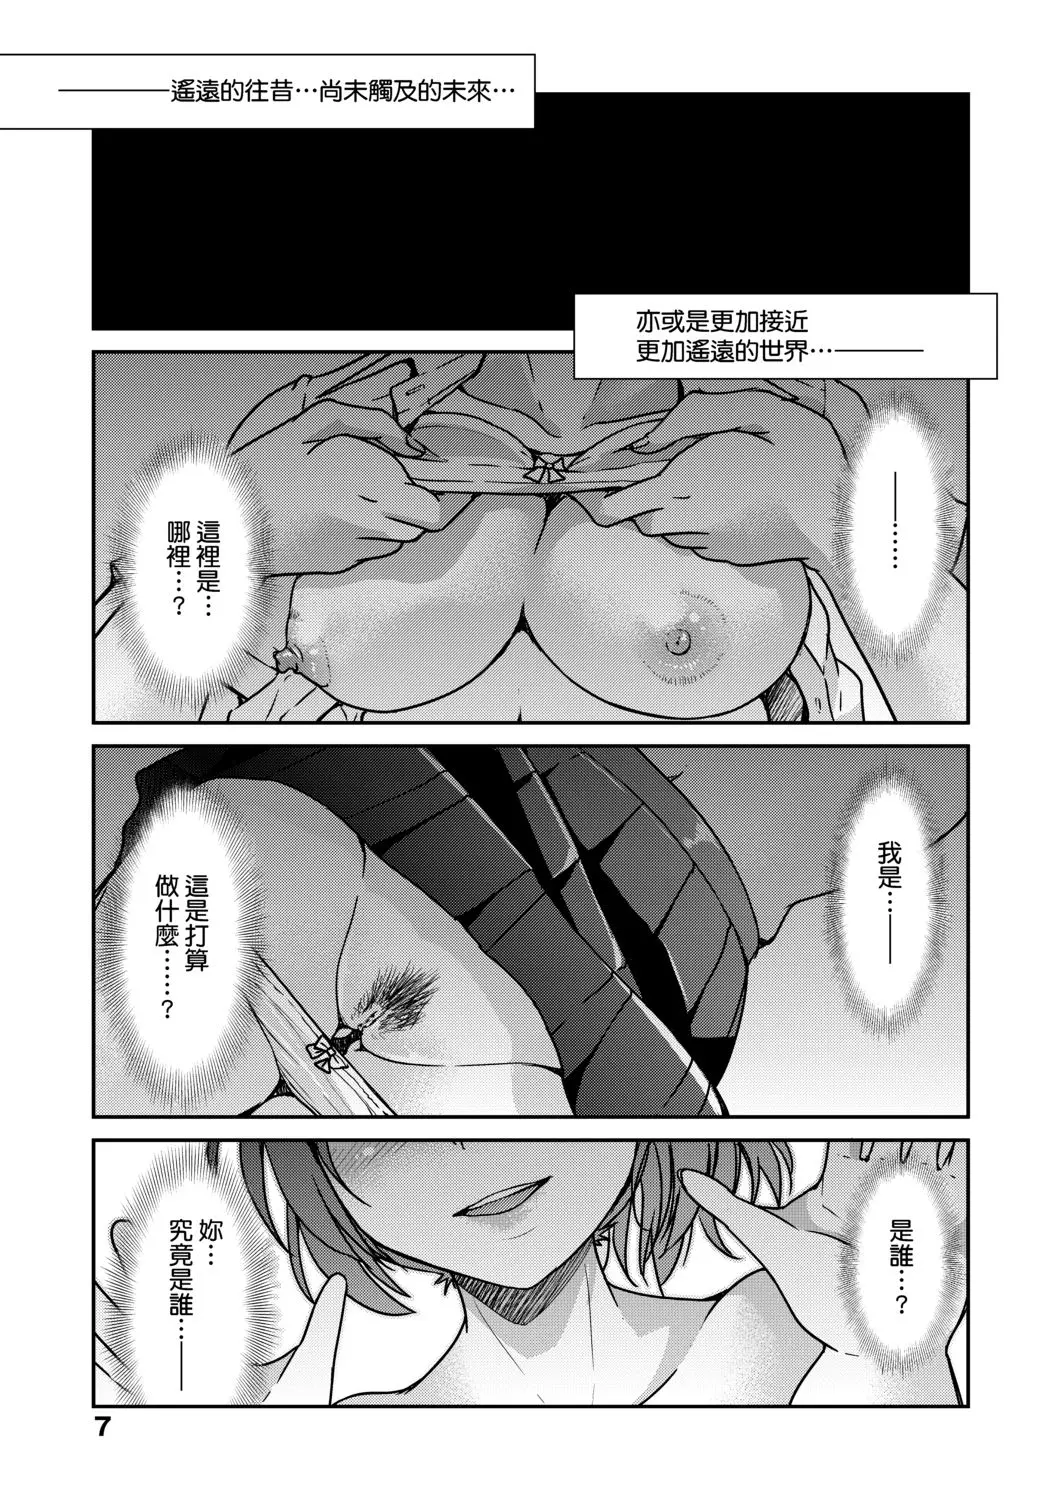 ————遙遠的往昔…尚未觸及的未來…
亦或是更加接近
更加遙遠的世界…————
——……
這裡是…
哪裡…？
我是…——
這是打算
做什麼……？
是誰…？
妳…
究竟是誰…——
7